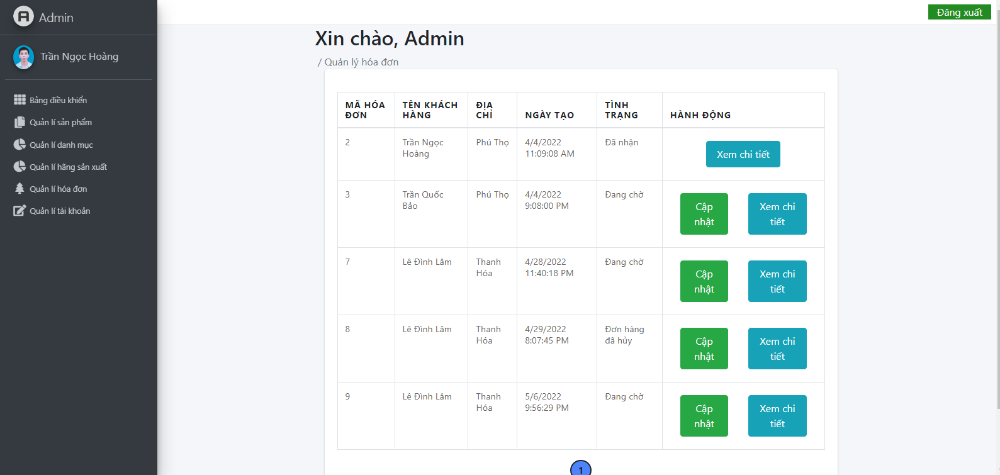 Admin
Đăng xuất
Trần Ngọc Hoàng
Bảng điều khiển
Quản lí sản phẩm
Quản lí danh mục
Quản lí hãng sản xuất
Quản lí hóa đơn
Quản lí tài khoản
Xin chào, Admin
/ Quản lý hóa đơn
MÃ HÓA
ĐƠN
TÊN KHÁCH
HÀNG
ĐỊA
CHỈ
NGÀY TẠO
TÌNH
TRẠNG
HÀNH ĐỘNG
2
Trần Ngọc
Hoàng
Phú Thọ
4/4/2022
11:09:08 AM
Đã nhận
Xem chi tiết
3
Trần Quốc
Bảo
Phú Thọ
4/4/2022
9:08:00 PM
Đang chờ
Cập
nhật
Xem chi
tiết
7
Lê Đình Lâm
Thanh
Hóa
4/28/2022
11:40:18 PM
Đang chờ
Cập
nhật
Xem chi
tiết
8
Lê Đình Lâm
Thanh
Hóa
4/29/2022
8:07:45 PM
Đơn hàng
đã hủy
Cập
nhật
Xem chi
tiết
9
Lê Đình Lâm
Thanh
Hóa
5/6/2022
9:56:29 PM
Đang chờ
Cập
nhật
Xem chi
tiết
1